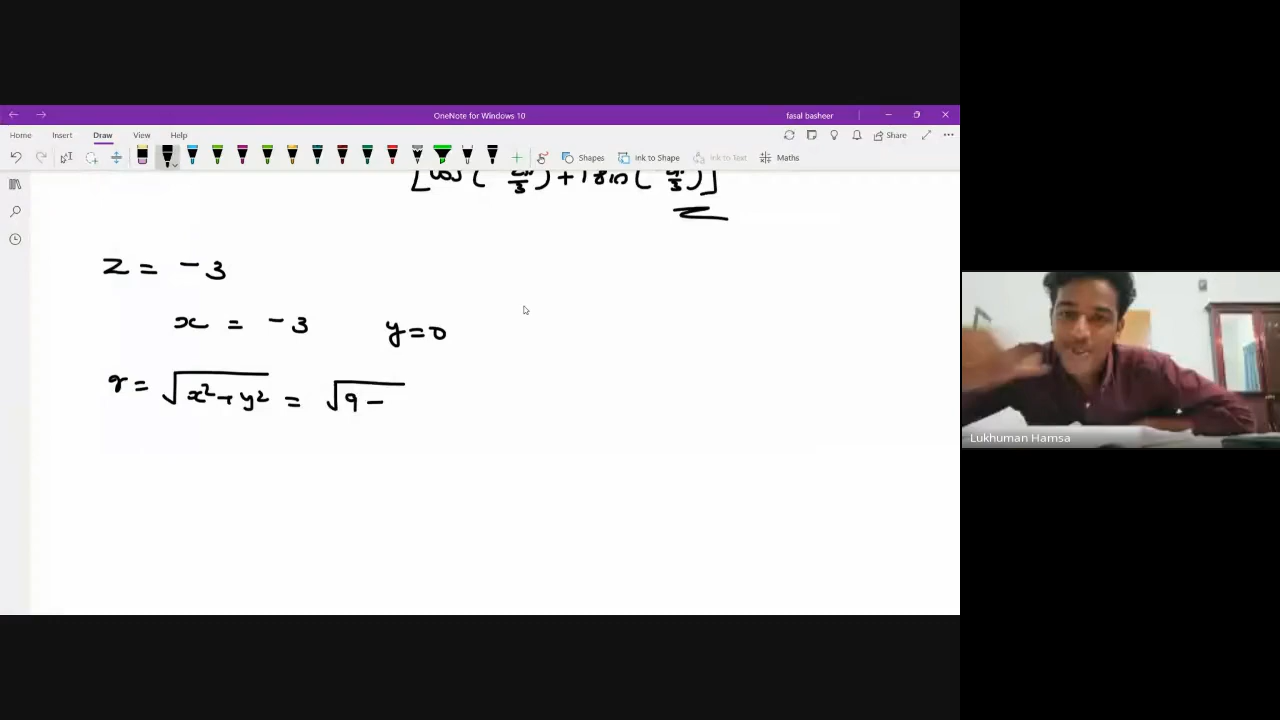 OneNote for Windows 10
fasal basheer
Home Insert Draw View Help
Share
Shapes Ink to Shape Ink to Text Maths
z = -3
x = -3 y=0
r = √x²+y² = √9 -
Lukhuman Hamsa